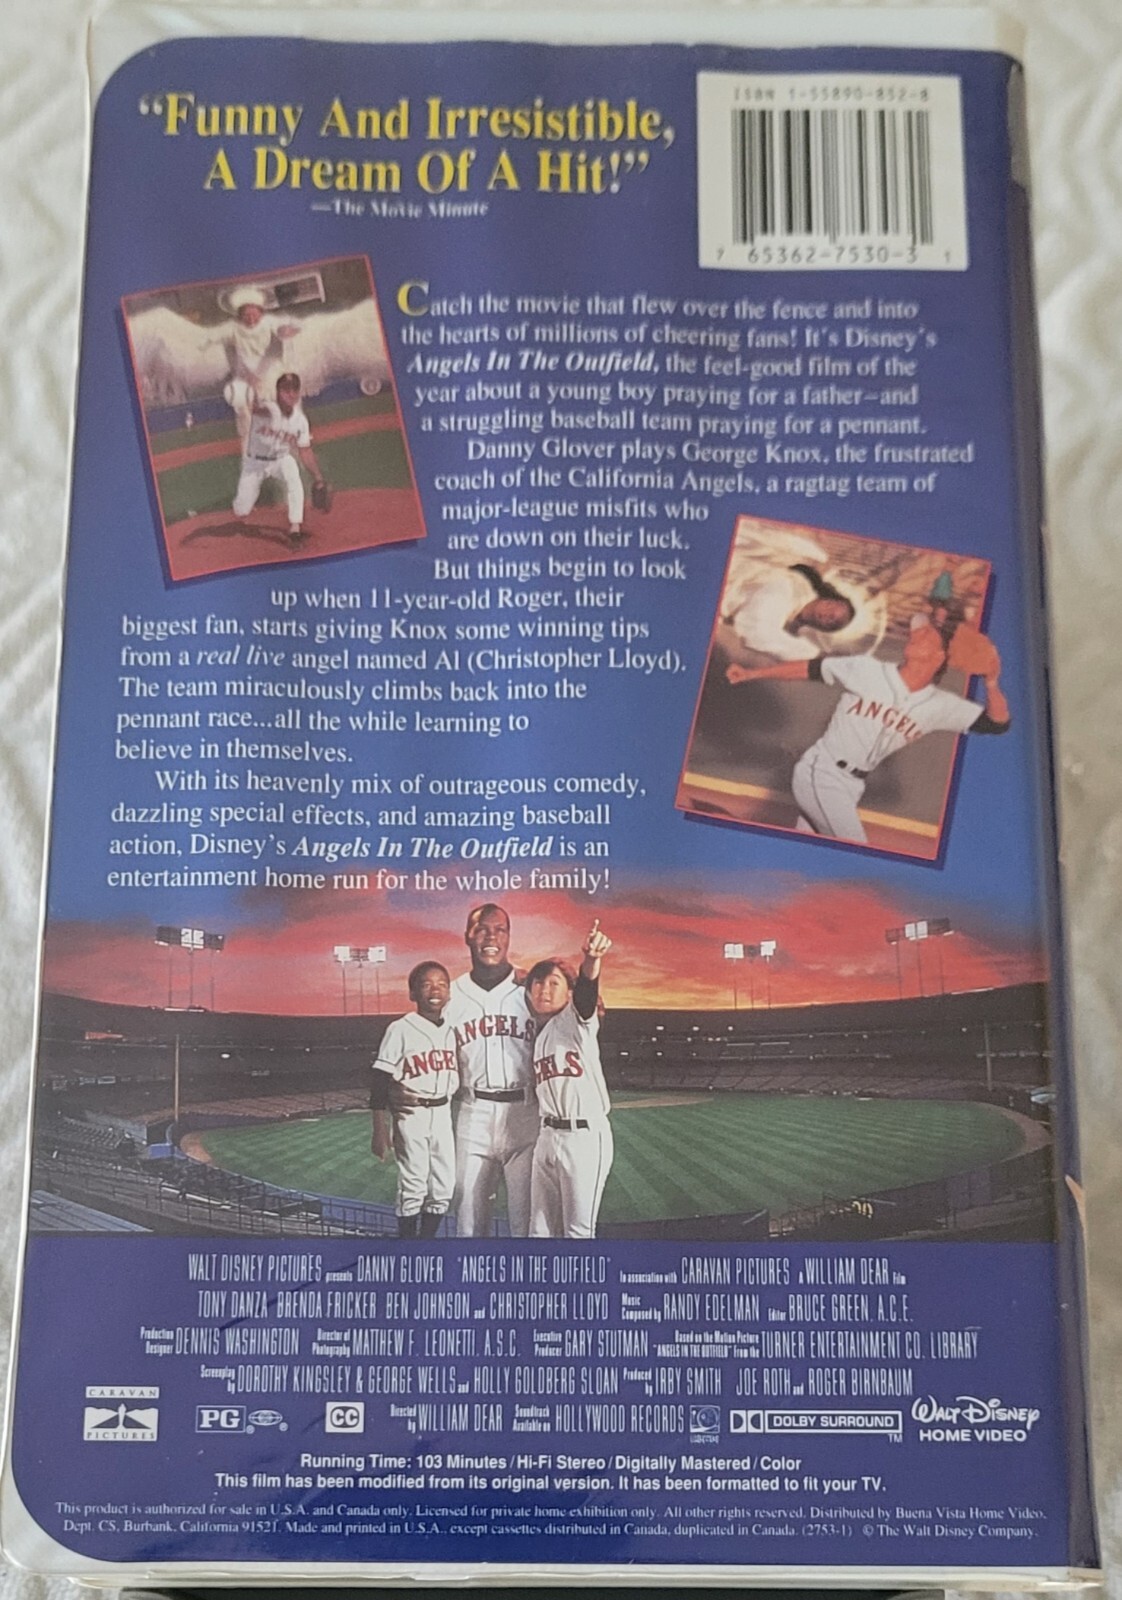 "Funny And Irresistible,
A Dream Of A Hit!"
—The Movie Minute
ISBN 1-55890-852-8
7 65362-7530-3 1
Catch the movie that flew over the fence and into
the hearts of millions of cheering fans! It's Disney's
Angels In The Outfield, the feel-good film of the
year about a young boy praying for a father—and
a struggling baseball team praying for a pennant.
Danny Glover plays George Knox, the frustrated
coach of the California Angels, a ragtag team of
major-league misfits who
are down on their luck.
But things begin to look
up when 11-year-old Roger, their
biggest fan, starts giving Knox some winning tips
from a real live angel named Al (Christopher Lloyd).
The team miraculously climbs back into the
pennant race...all the while learning to
believe in themselves.
With its heavenly mix of outrageous comedy,
dazzling special effects, and amazing baseball
action, Disney's Angels In The Outfield is an
entertainment home run for the whole family!
ANGELS
ANGELS
ANGELS
ANGE
ELS
WALT DISNEY PICTURES presents DANNY GLOVER "ANGELS IN THE OUTFIELD" In association with CARAVAN PICTURES A WILLIAM DEAR Film
TONY DANZA BRENDA FRICKER BEN JOHNSON and CHRISTOPHER LLOYD Music Composed by RANDY EDELMAN Editor BRUCE GREEN, A.C.E.
Production Designer DENNIS WASHINGTON Director of Photography MATTHEW F. LEONETTI, A.S.C. Executive Producer GARY STUTMAN Based on the Motion Picture "ANGELS IN THE OUTFIELD" from the TURNER ENTERTAINMENT CO. LIBRARY
Screenplay by DOROTHY KINGSLEY & GEORGE WELLS and HOLLY GOLDBERG SLOAN Produced by IRBY SMITH JOE ROTH and ROGER BIRNBAUM
CARAVAN PICTURES
PG
CC
Directed by WILLIAM DEAR Soundtrack Available on HOLLYWOOD RECORDS
DOLBY SURROUND TM
Walt Disney
HOME VIDEO
Running Time: 103 Minutes/Hi-Fi Stereo/Digitally Mastered/Color
This film has been modified from its original version. It has been formatted to fit your TV.
This product is authorized for sale in U.S.A. and Canada only. Licensed for private home exhibition only. All other rights reserved. Distributed by Buena Vista Home Video,
Dept. CS, Burbank, California 91521. Made and printed in U.S.A., except cassettes distributed in Canada, duplicated in Canada. (2753-1) © The Walt Disney Company.